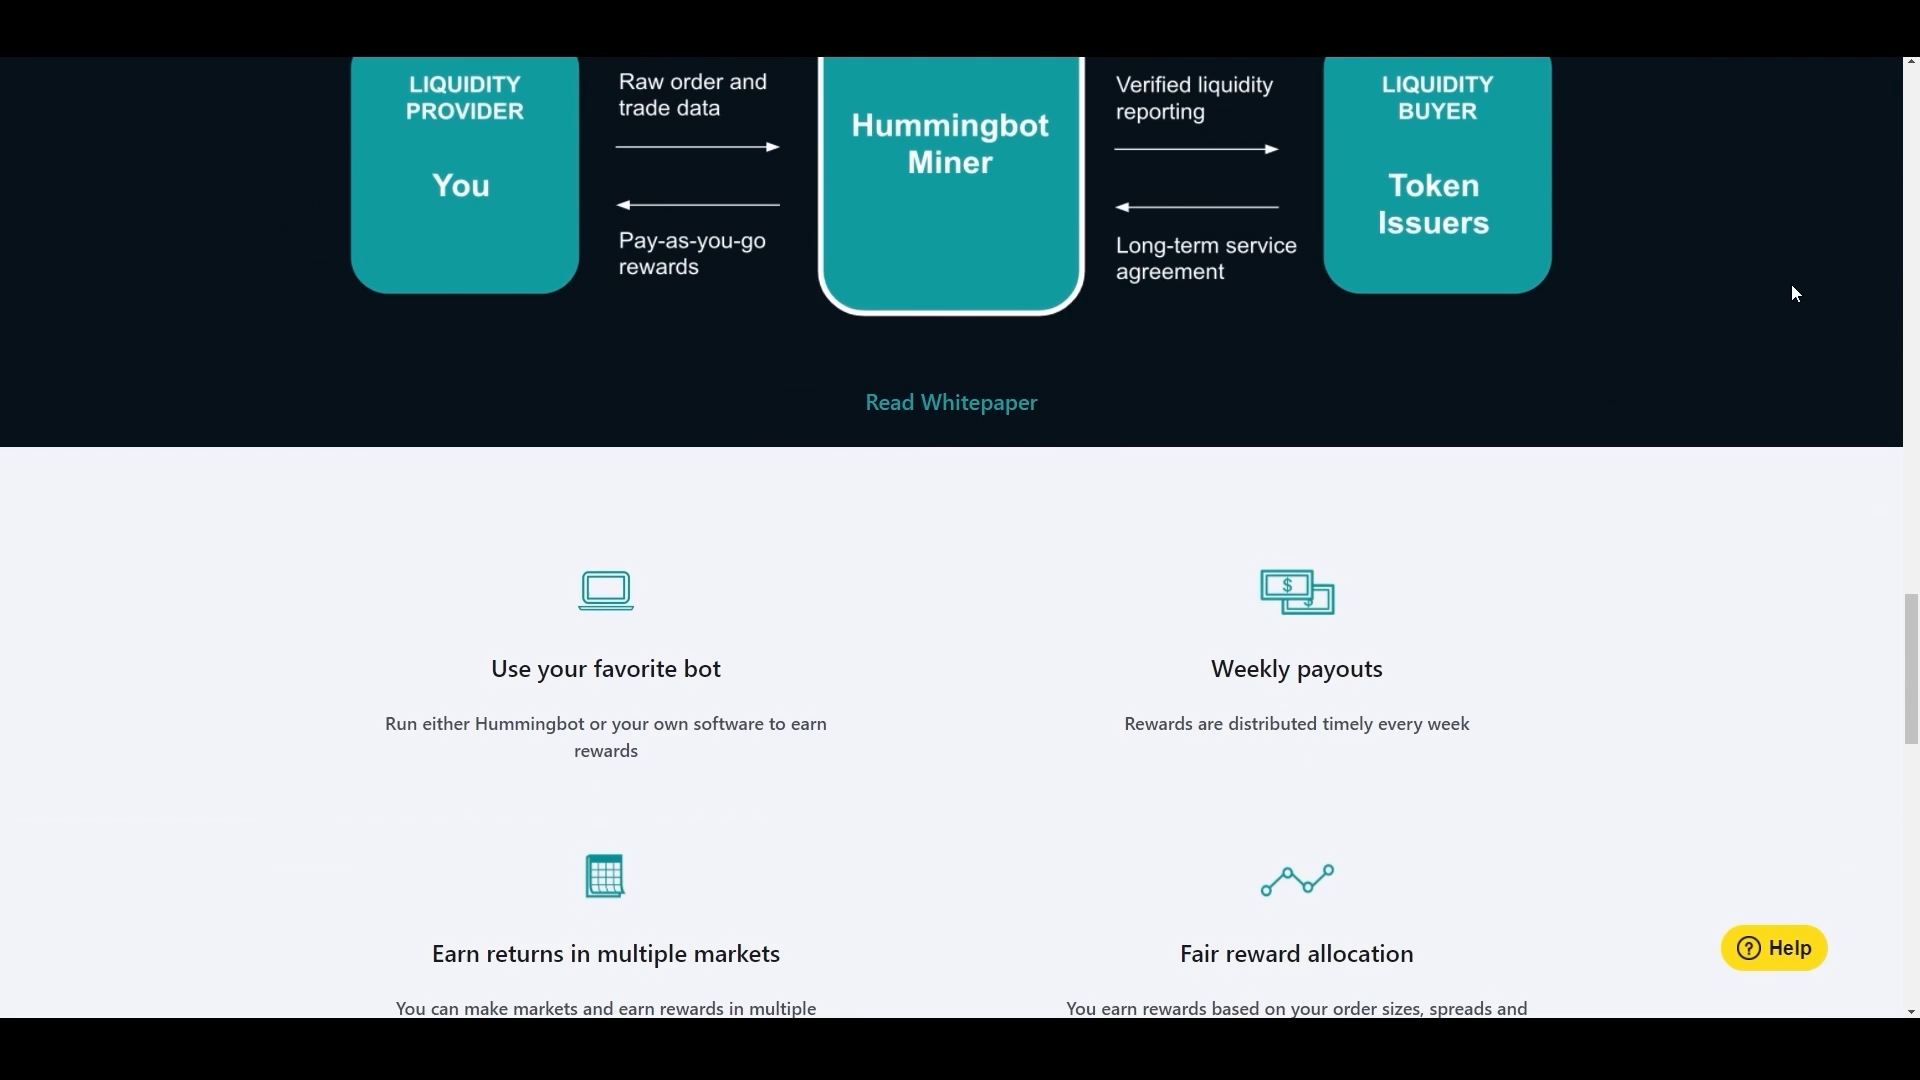 LIQUIDITY
PROVIDER
You
Raw order and
trade data
Pay-as-you-go
rewards
Hummingbot
Miner
Verified liquidity
reporting
Long-term service
agreement
LIQUIDITY
BUYER
Token
Issuers
Read Whitepaper
Use your favorite bot
Run either Hummingbot or your own software to earn
rewards
Weekly payouts
Rewards are distributed timely every week
Earn returns in multiple markets
You can make markets and earn rewards in multiple
Fair reward allocation
You earn rewards based on your order sizes, spreads and
Help